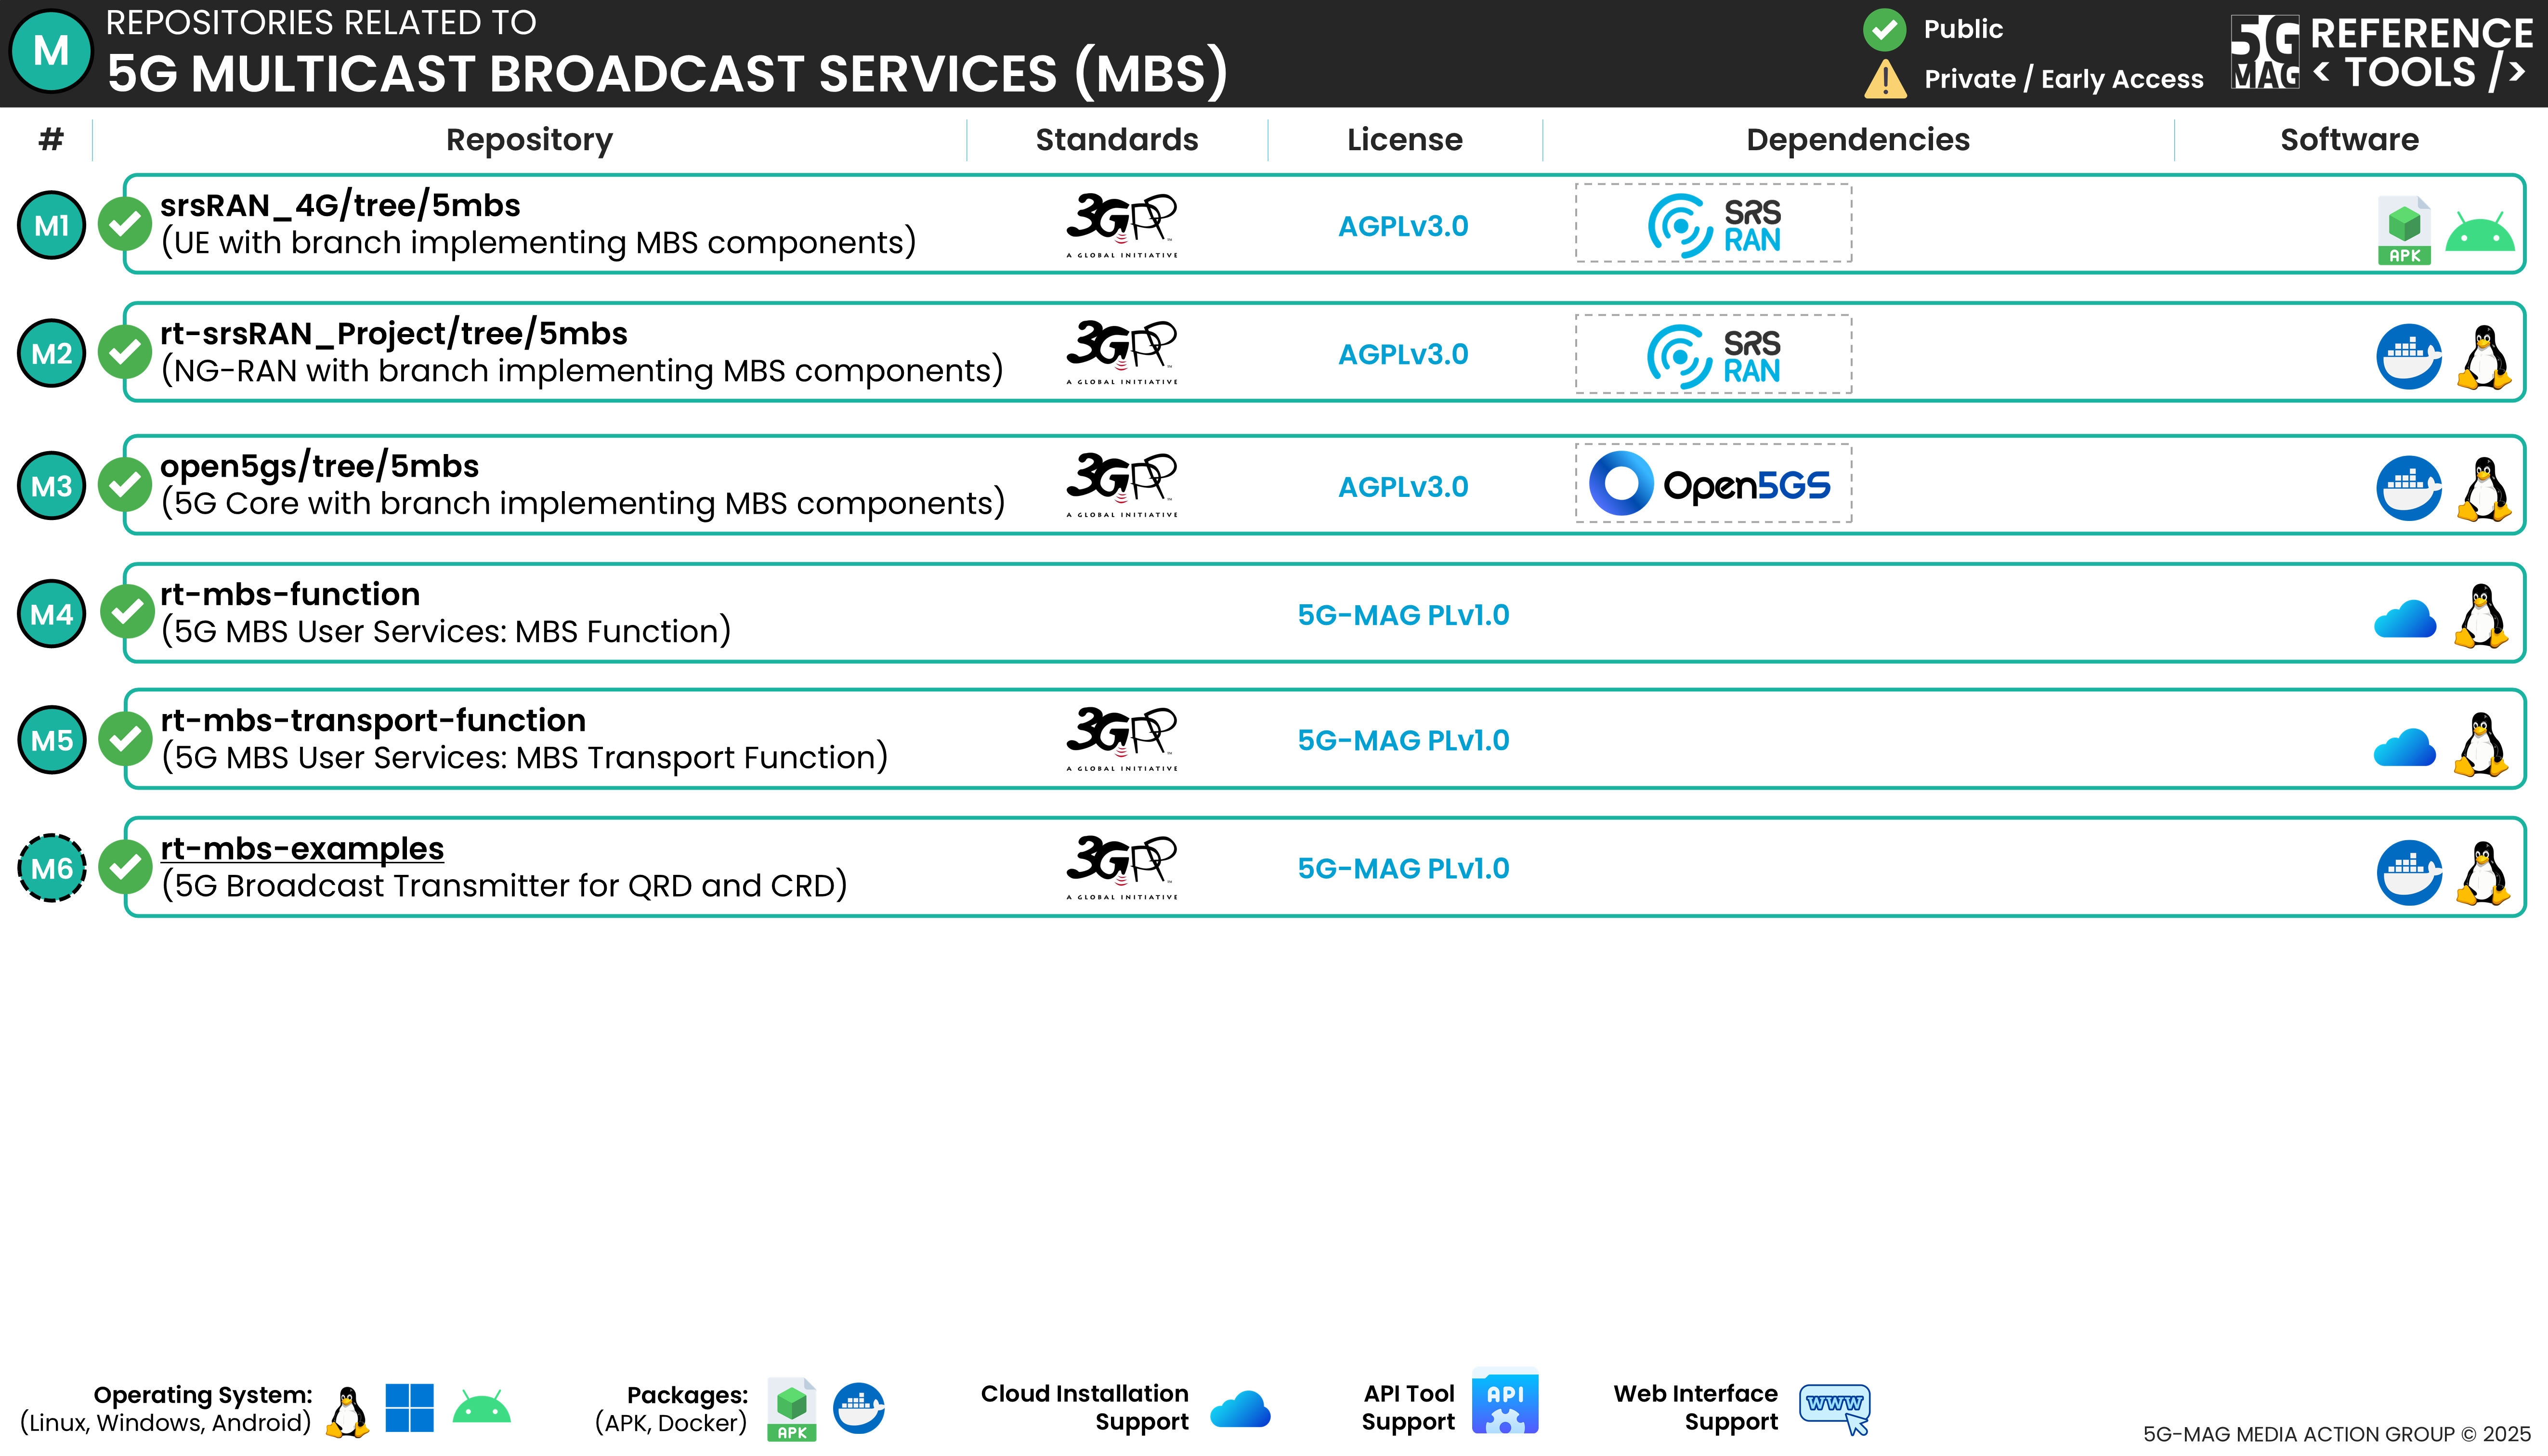 M
REPOSITORIES RELATED TO
5G MULTICAST BROADCAST SERVICES (MBS)
Public
Private / Early Access
5G MAG
REFERENCE
< TOOLS />
# Repository Standards License Dependencies Software
M1
srsRAN_4G/tree/5mbs
(UE with branch implementing MBS components)
3GPP
A GLOBAL INITIATIVE
AGPLv3.0
SRS
RAN
APK
M2
rt-srsRAN_Project/tree/5mbs
(NG-RAN with branch implementing MBS components)
3GPP
A GLOBAL INITIATIVE
AGPLv3.0
SRS
RAN
M3
open5gs/tree/5mbs
(5G Core with branch implementing MBS components)
3GPP
A GLOBAL INITIATIVE
AGPLv3.0
Open5GS
M4
rt-mbs-function
(5G MBS User Services: MBS Function)
5G-MAG PLv1.0
M5
rt-mbs-transport-function
(5G MBS User Services: MBS Transport Function)
3GPP
A GLOBAL INITIATIVE
5G-MAG PLv1.0
M6
rt-mbs-examples
(5G Broadcast Transmitter for QRD and CRD)
3GPP
A GLOBAL INITIATIVE
5G-MAG PLv1.0
Operating System:
(Linux, Windows, Android)
Packages:
(APK, Docker)
APK
Cloud Installation
Support
API Tool
Support
API
Web Interface
Support
WWW
5G-MAG MEDIA ACTION GROUP © 2025